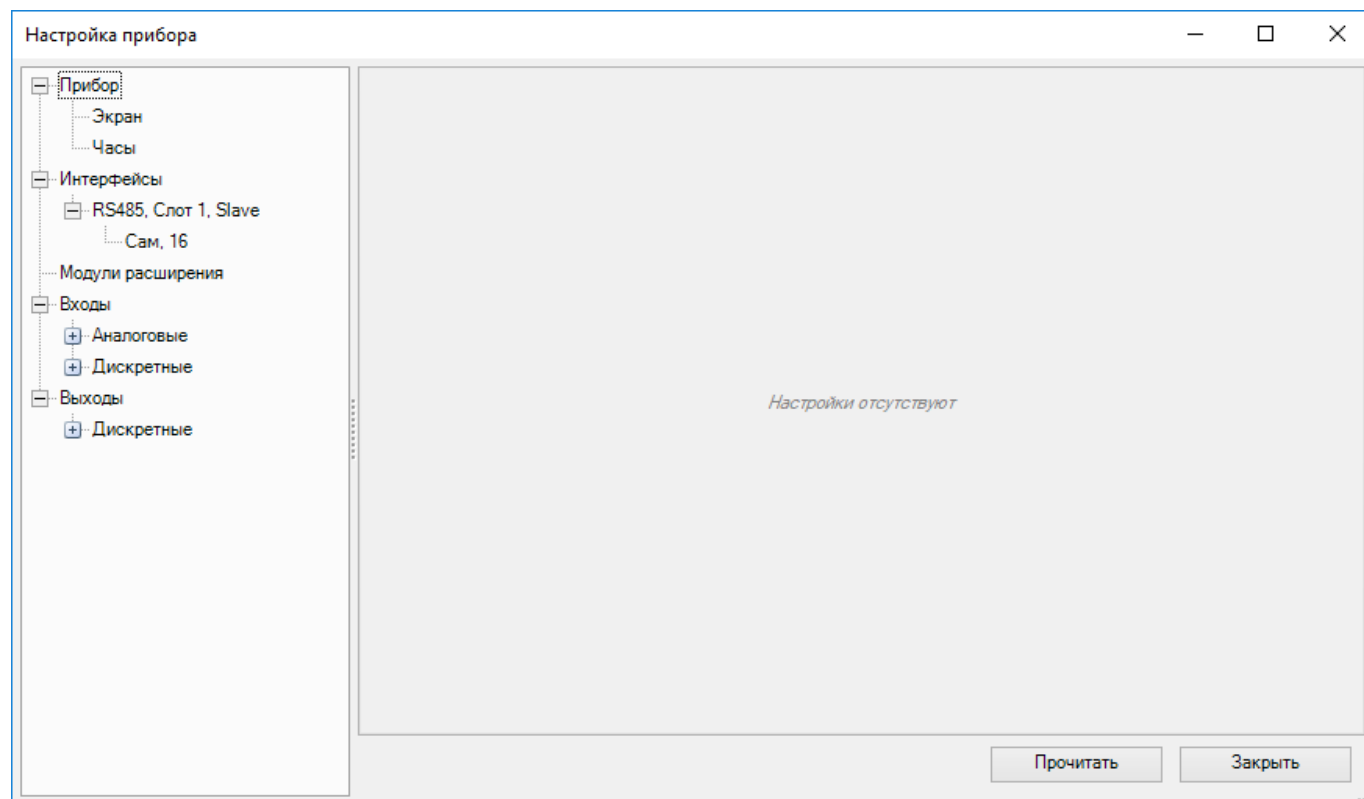 Настройка прибора
Прибор
Экран
Часы
Интерфейсы
RS485, Слот 1, Slave
Сам, 16
Модули расширения
Входы
Аналоговые
Дискретные
Выходы
Дискретные
Настройки отсутствуют
Прочитать
Закрыть